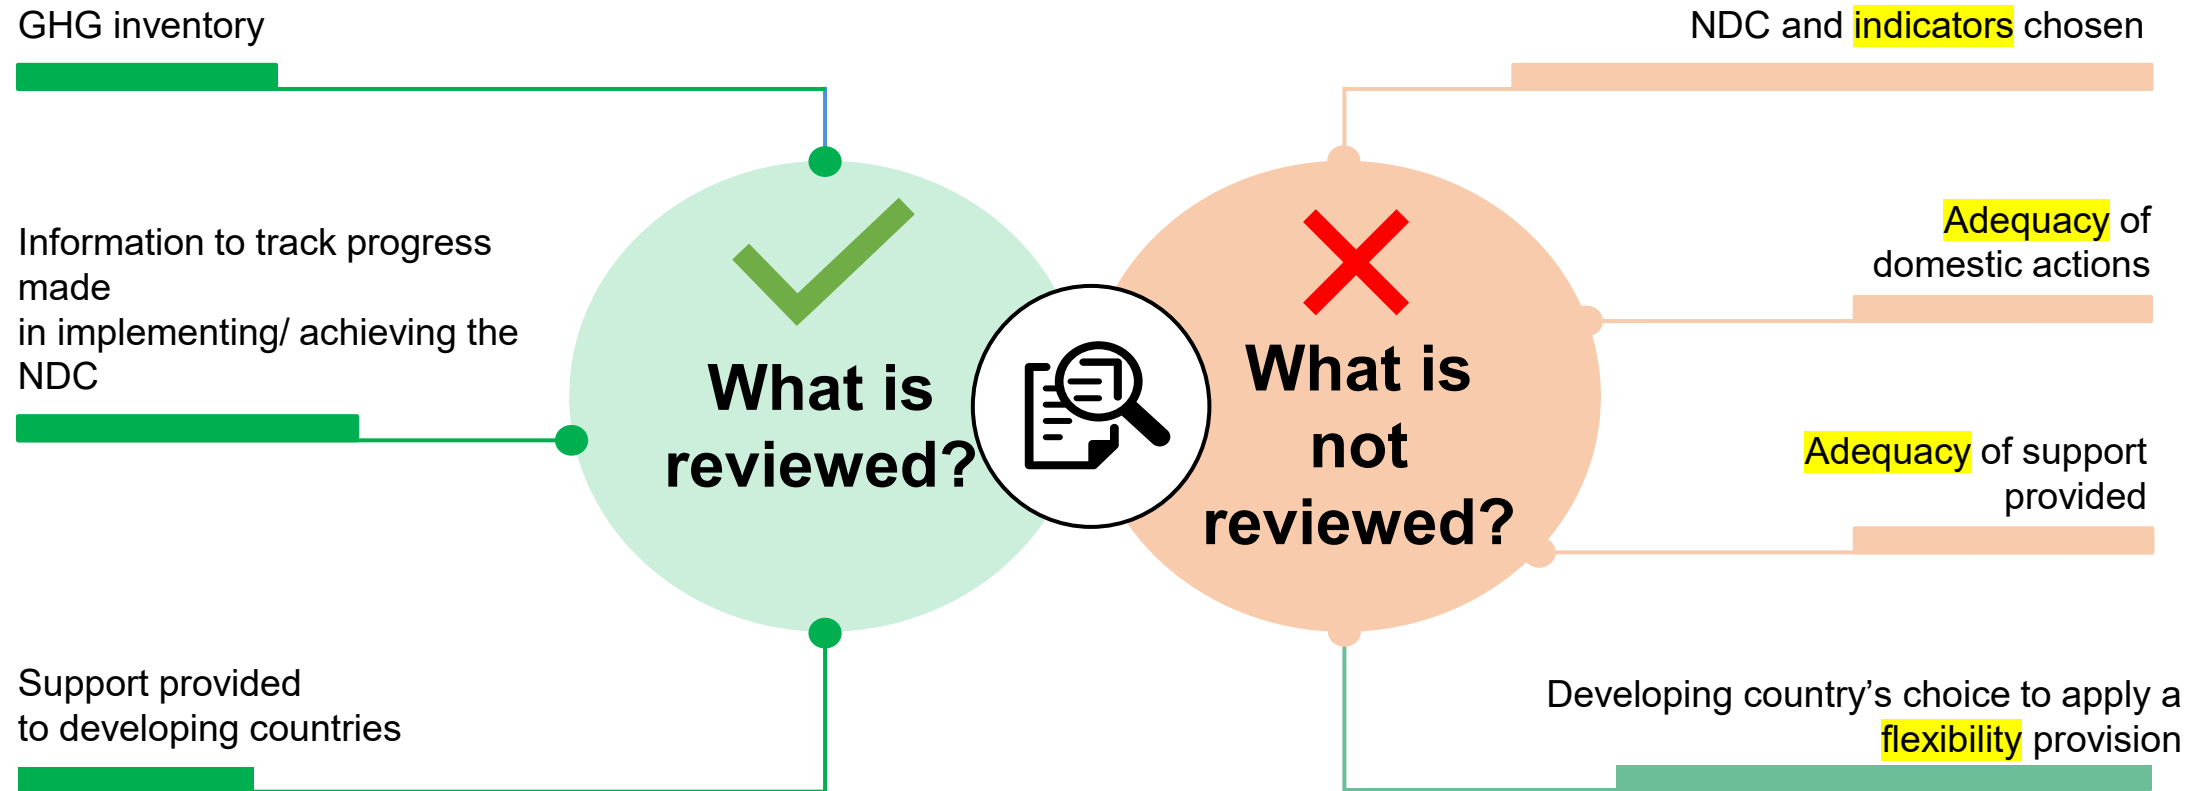 GHG inventory
Information to track progress
made
in implementing/ achieving the
NDC
Support provided
to developing countries
What is
reviewed?
What is
not
reviewed?
NDC and indicators chosen
Adequacy of
domestic actions
Adequacy of support
provided
Developing country’s choice to apply a
flexibility provision